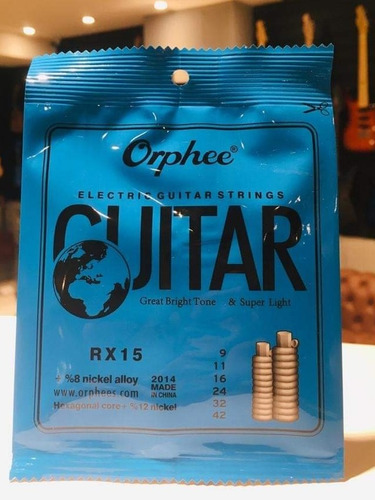 Orphee®
ELECTRIC GUITAR STRINGS
GUITAR
Great Bright Tone & Super Light
RX15
%8 nickel alloy
www.orphees.com
Hexagonal core + %12 nickel
2014
MADE
IN CHINA
9
11
16
24
32
42